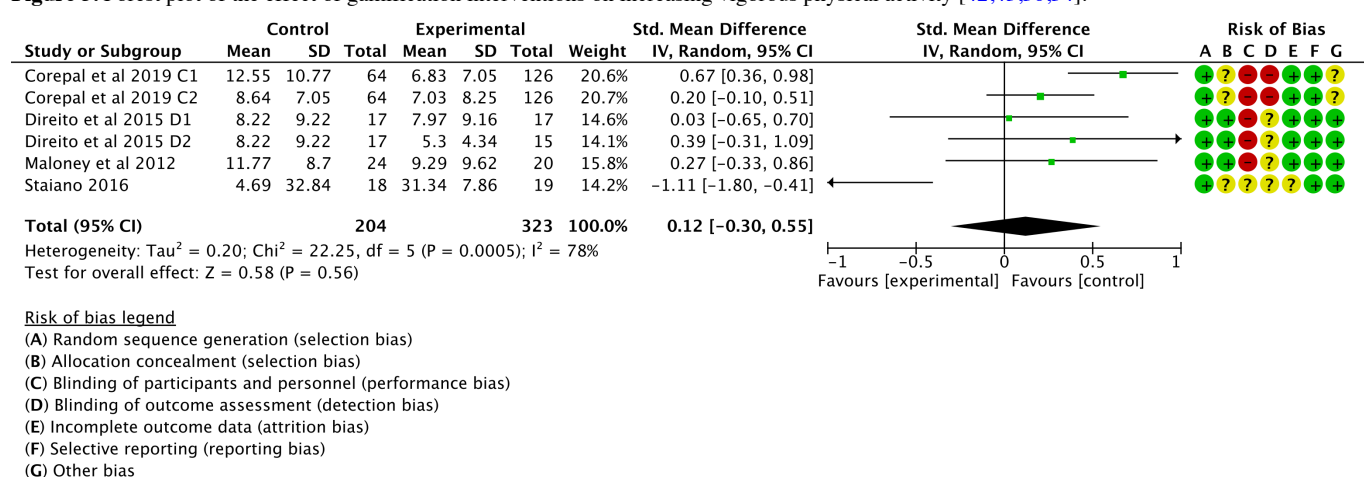 Control Experimental Std. Mean Difference Std. Mean Difference Risk of Bias
Study or Subgroup Mean SD Total Mean SD Total Weight IV, Random, 95% CI IV, Random, 95% CI A B C D E F G
Corepal et al 2019 C1 12.55 10.77 64 6.83 7.05 126 20.6% 0.67 [0.36, 0.98] + ? − − + + ?
Corepal et al 2019 C2 8.64 7.05 64 7.03 8.25 126 20.7% 0.20 [−0.10, 0.51] + ? − − + + ?
Direito et al 2015 D1 8.22 9.22 17 7.97 9.16 17 14.6% 0.03 [−0.65, 0.70] + + − ? + + +
Direito et al 2015 D2 8.22 9.22 17 5.3 4.34 15 14.1% 0.39 [−0.31, 1.09] + + − ? + + +
Maloney et al 2012 11.77 8.7 24 9.29 9.62 20 15.8% 0.27 [−0.33, 0.86] + + − ? + + +
Staiano 2016 4.69 32.84 18 31.34 7.86 19 14.2% −1.11 [−1.80, −0.41] + ? ? ? ? + +
Total (95% CI) 204 323 100.0% 0.12 [−0.30, 0.55]
Heterogeneity: Tau² = 0.20; Chi² = 22.25, df = 5 (P = 0.0005); I² = 78%
Test for overall effect: Z = 0.58 (P = 0.56)
−1 −0.5 0 0.5 1
Favours [experimental] Favours [control]
Risk of bias legend
(A) Random sequence generation (selection bias)
(B) Allocation concealment (selection bias)
(C) Blinding of participants and personnel (performance bias)
(D) Blinding of outcome assessment (detection bias)
(E) Incomplete outcome data (attrition bias)
(F) Selective reporting (reporting bias)
(G) Other bias